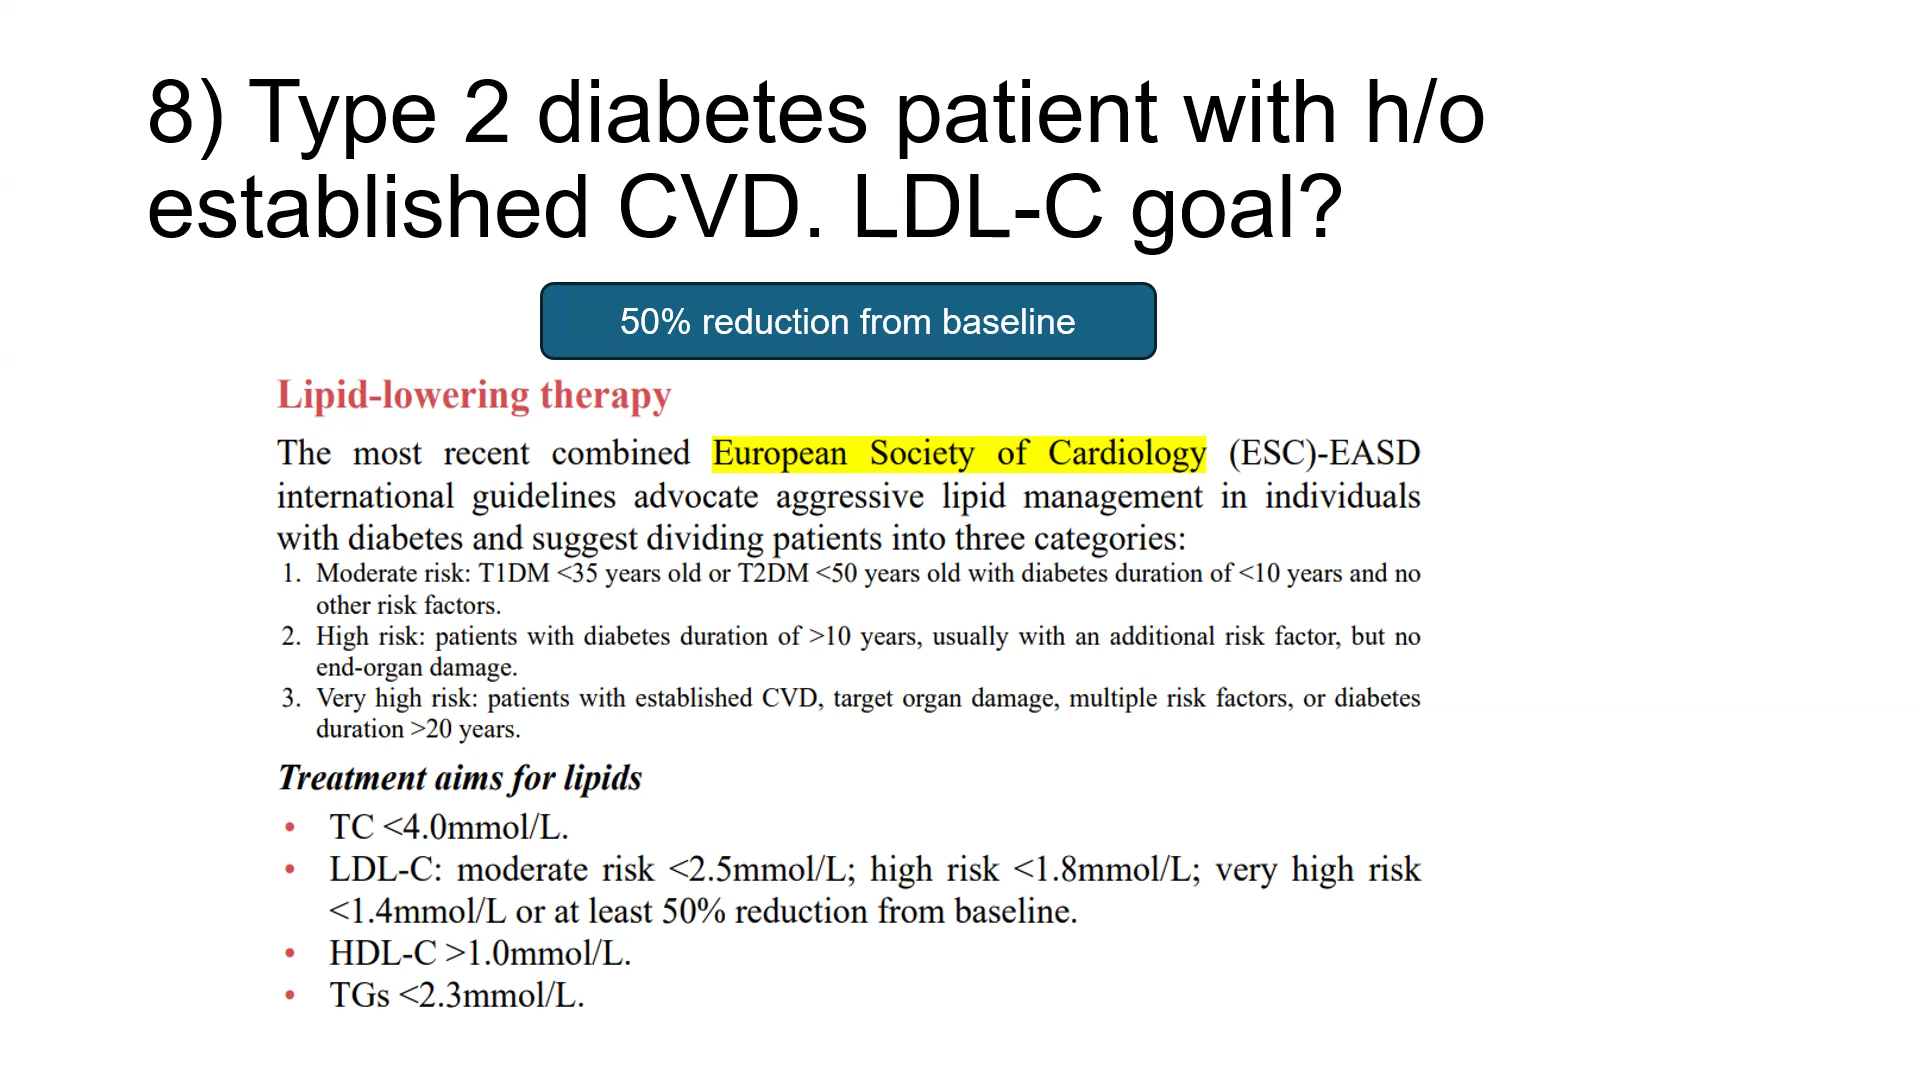 8) Type 2 diabetes patient with h/o
established CVD. LDL-C goal?
50% reduction from baseline
Lipid-lowering therapy
The most recent combined European Society of Cardiology (ESC)-EASD
international guidelines advocate aggressive lipid management in individuals
with diabetes and suggest dividing patients into three categories:
1. Moderate risk: T1DM <35 years old or T2DM <50 years old with diabetes duration of <10 years and no
other risk factors.
2. High risk: patients with diabetes duration of >10 years, usually with an additional risk factor, but no
end-organ damage.
3. Very high risk: patients with established CVD, target organ damage, multiple risk factors, or diabetes
duration >20 years.
Treatment aims for lipids
• TC <4.0mmol/L.
• LDL-C: moderate risk <2.5mmol/L; high risk <1.8mmol/L; very high risk
<1.4mmol/L or at least 50% reduction from baseline.
• HDL-C >1.0mmol/L.
• TGs <2.3mmol/L.